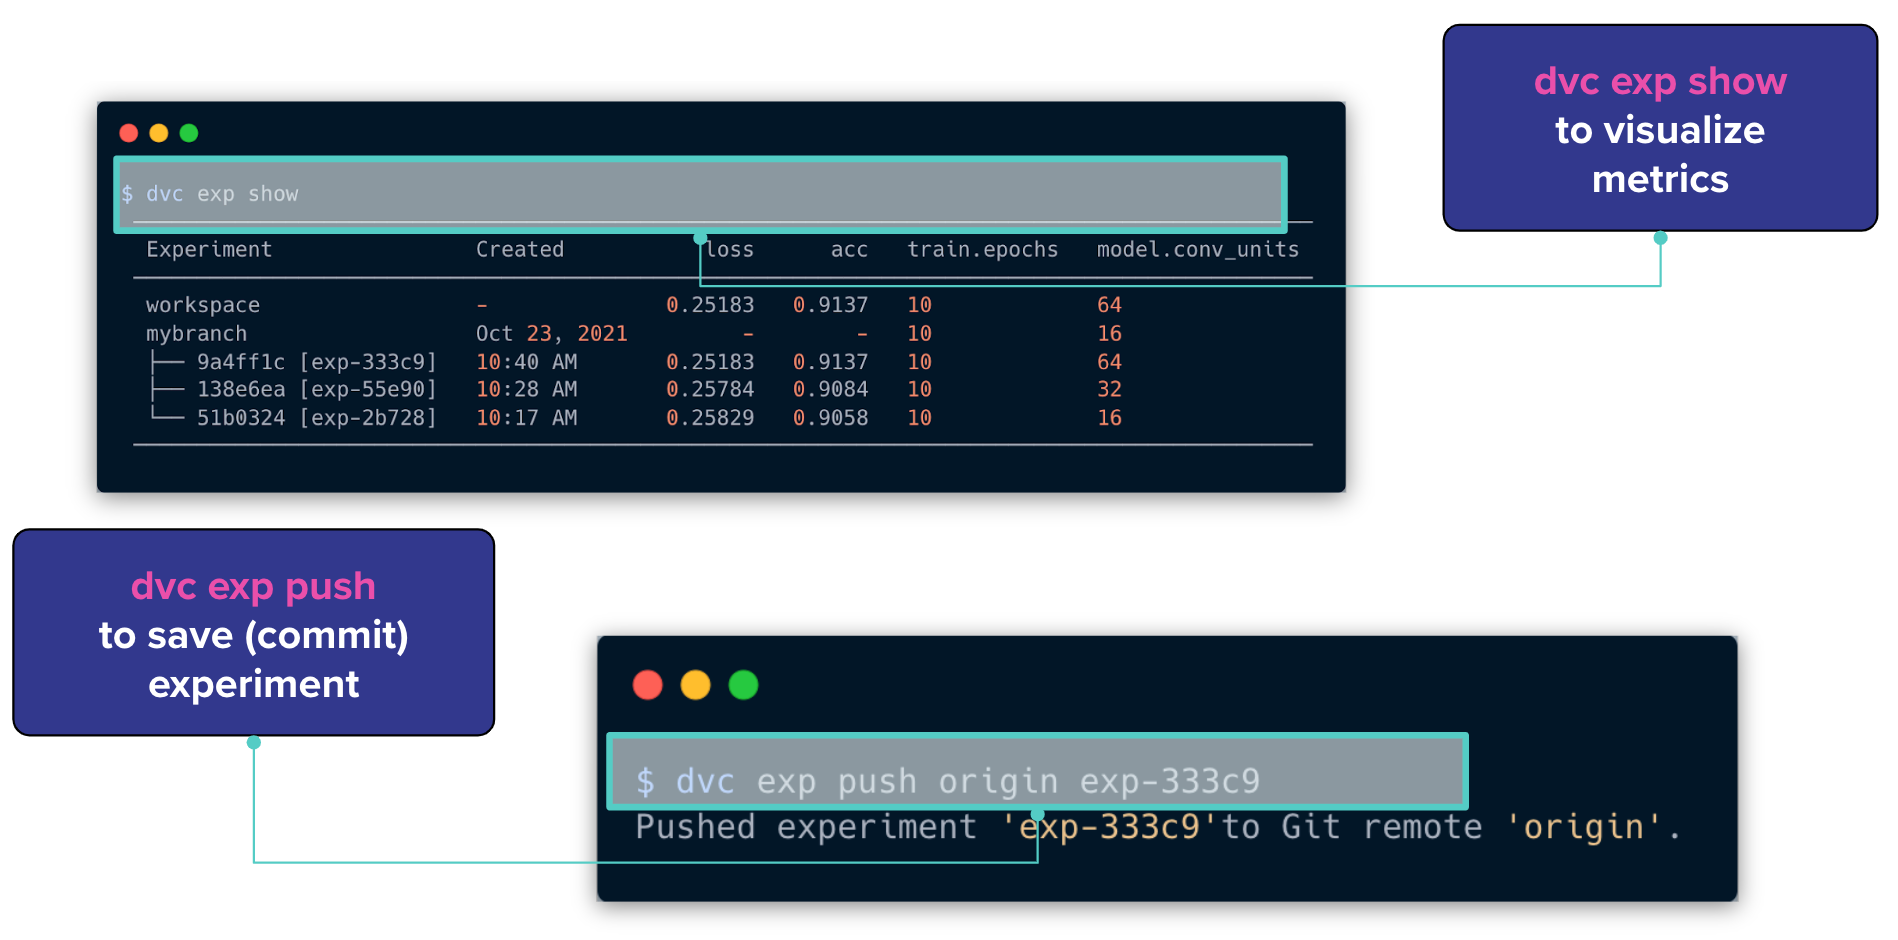 dvc exp show
to visualize
metrics
$ dvc exp show
Experiment Created loss acc train.epochs model.conv_units
workspace - 0.25183 0.9137 10 64
mybranch Oct 23, 2021 - - 10 16
├── 9a4ff1c [exp-333c9] 10:40 AM 0.25183 0.9137 10 64
├── 138e6ea [exp-55e90] 10:28 AM 0.25784 0.9084 10 32
└── 51b0324 [exp-2b728] 10:17 AM 0.25829 0.9058 10 16
dvc exp push
to save (commit)
experiment
$ dvc exp push origin exp-333c9
Pushed experiment 'exp-333c9'to Git remote 'origin'.